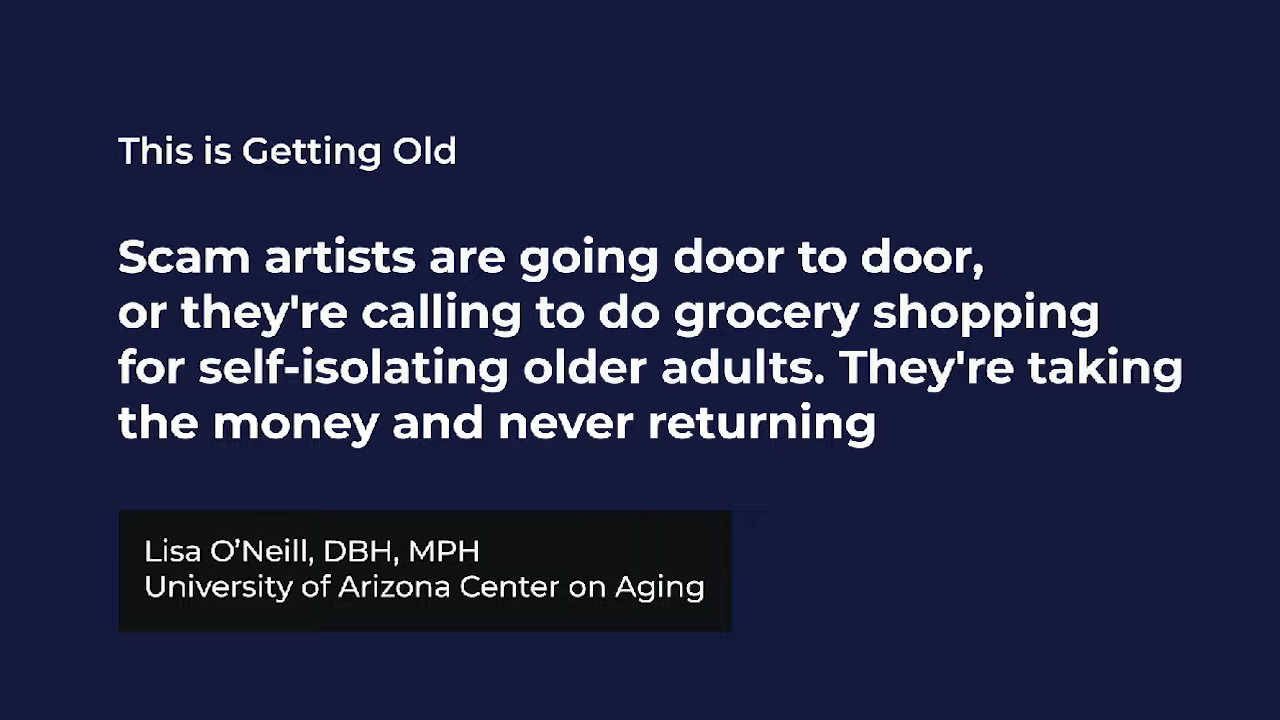 This is Getting Old
Scam artists are going door to door,
or they're calling to do grocery shopping
for self-isolating older adults. They're taking
the money and never returning
Lisa O’Neill, DBH, MPH
University of Arizona Center on Aging